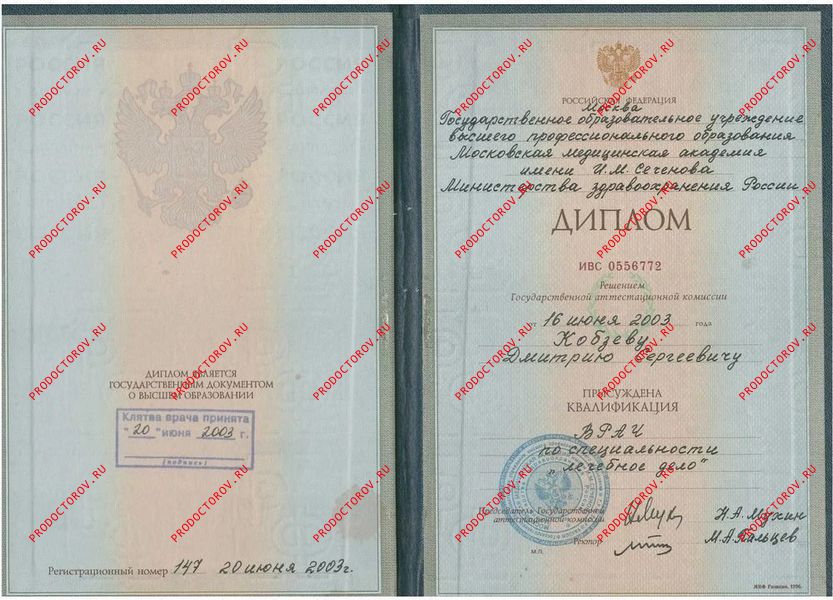 ДИПЛОМ ЯВЛЯЕТСЯ
ГОСУДАРСТВЕННЫМ ДОКУМЕНТОМ
О ВЫСШЕМ ОБРАЗОВАНИИ
Клятва врача принята
"20" июня 2003 г.
(подпись)
Регистрационный номер 147 20 июня 2003г.
РОССИЙСКАЯ ФЕДЕРАЦИЯ
Москва
Государственное образовательное учреждение
высшего профессионального образования
Московская медицинская академия
имени И.М. Сеченова
Министерства здравоохранения России
ДИПЛОМ
ИВС 0556772
Решением
Государственной аттестационной комиссии
от 16 июня 2003 года
Кобзеву
Дмитрию Сергеевичу
ПРИСУЖДЕНА
КВАЛИФИКАЦИЯ
ВРАЧ
по специальности
„лечебное дело"
Председатель Государственной
аттестационной комиссии
Н.А. Мухин
Ректор М.А. Пальцев
М.П.
PRODOCTOROV.RU